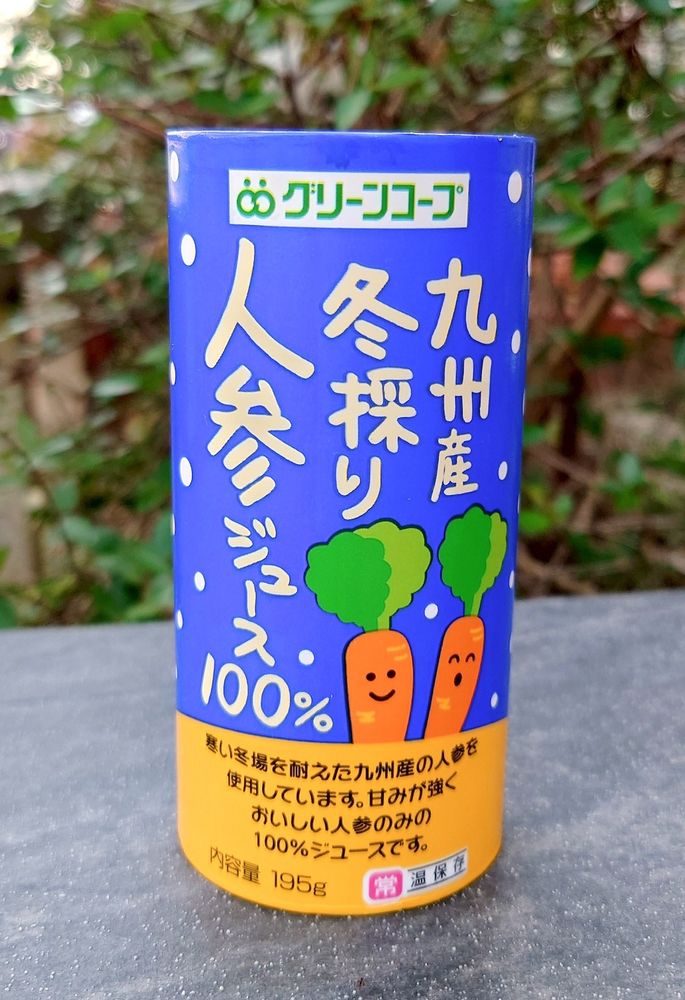 グリーンコープ
九州産
冬採り
人参ジュース
100%
寒い冬場を耐えた九州産の人参を
使用しています。甘みが強く
おいしい人参のみの
100%ジュースです。
内容量 195g
常温保存